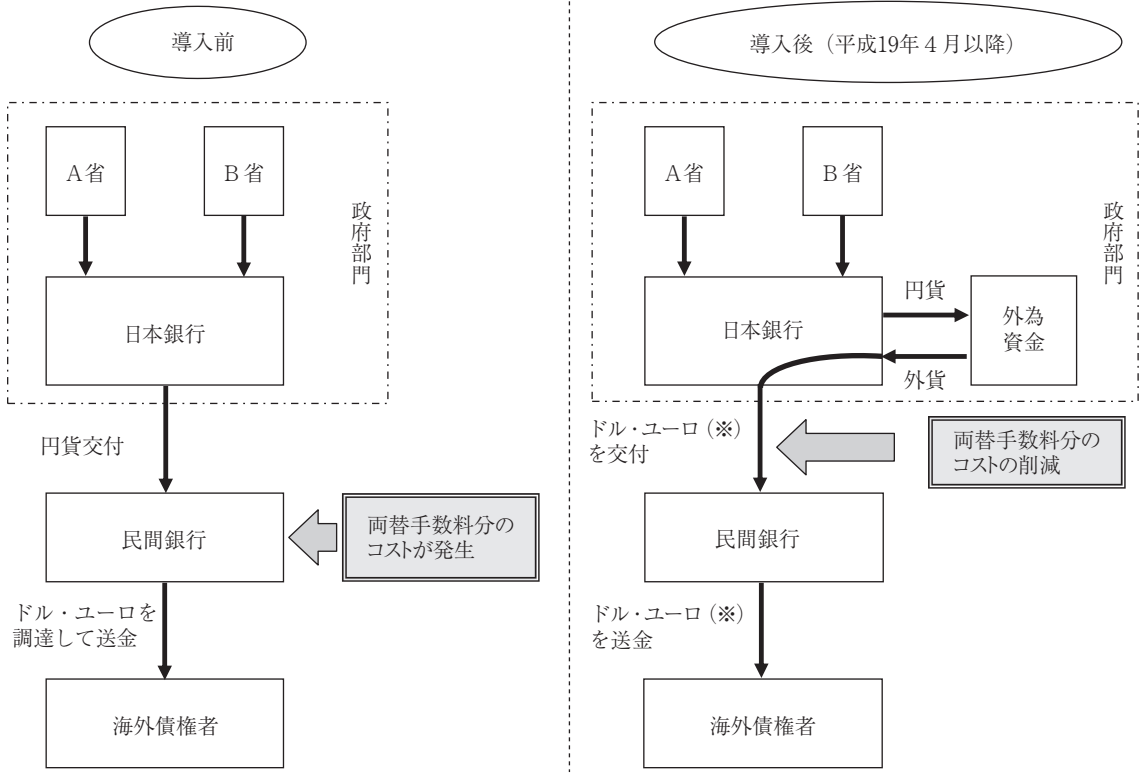 導入前
A省
B省
政府部門
日本銀行
円貨交付
民間銀行
両替手数料分の
コストが発生
ドル・ユーロを
調達して送金
海外債権者
導入後（平成19年４月以降）
A省
B省
政府部門
日本銀行
円貨
外為
資金
外貨
ドル・ユーロ（※）
を交付
両替手数料分の
コストの削減
民間銀行
ドル・ユーロ（※）
を送金
海外債権者